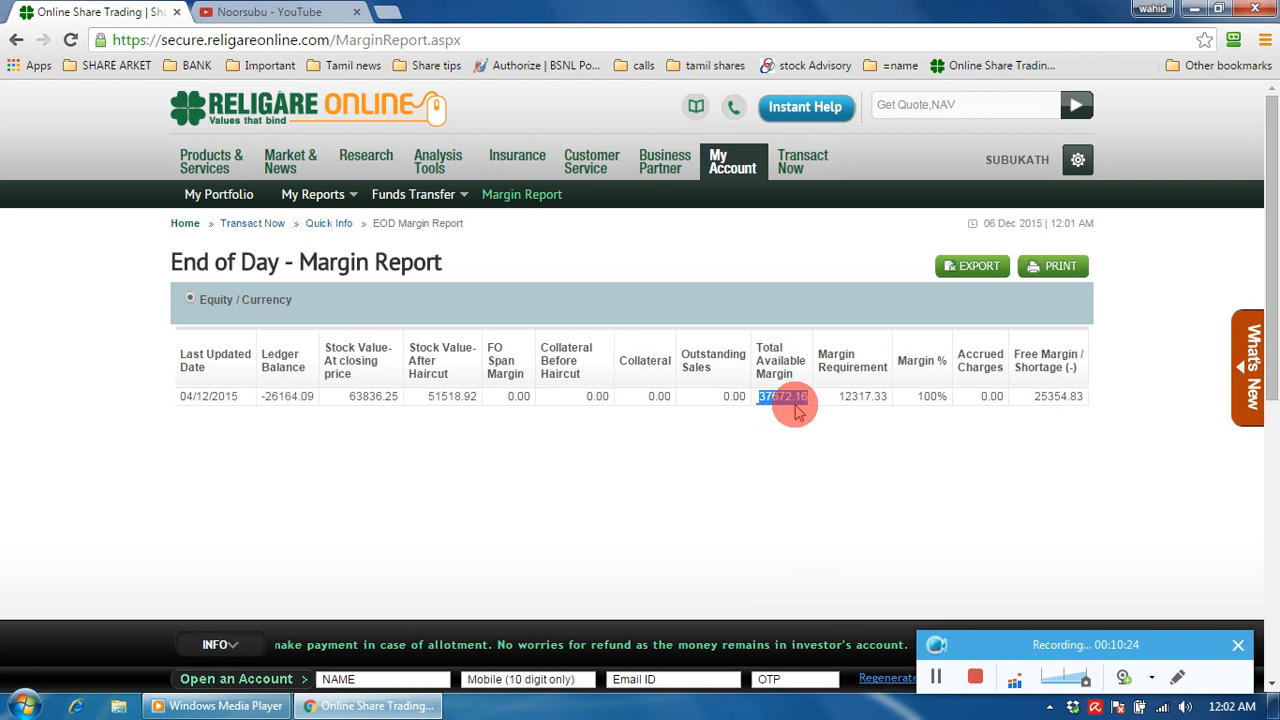 Online Share Trading | Sha
Noorsubu - YouTube
wahid
https://secure.religareonline.com/MarginReport.aspx
Apps
SHARE ARKET
BANK
Important
Tamil news
Share tips
Authorize | BSNL Po...
calls
tamil shares
stock Advisory
=name
Online Share Tradin...
Other bookmarks
RELIGARE ONLINE
Values that bind
Instant Help
Get Quote,NAV
Products & Services
Market & News
Research
Analysis Tools
Insurance
Customer Service
Business Partner
My Account
Transact Now
SUBUKATH
My Portfolio
My Reports
Funds Transfer
Margin Report
Home » Transact Now » Quick Info » EOD Margin Report
06 Dec 2015 | 12:01 AM
End of Day - Margin Report
EXPORT
PRINT
Equity / Currency
Last Updated Date
Ledger Balance
Stock Value- At closing price
Stock Value- After Haircut
FO Span Margin
Collateral Before Haircut
Collateral
Outstanding Sales
Total Available Margin
Margin Requirement
Margin %
Accrued Charges
Free Margin / Shortage (-)
04/12/2015 -26164.09 63836.25 51518.92 0.00 0.00 0.00 0.00 37672.16 12317.33 100% 0.00 25354.83
What's New
INFO
make payment in case of allotment. No worries for refund as the money remains in investor's account.
Recording... 00:10:24
Open an Account >
NAME
Mobile (10 digit only)
Email ID
OTP
Regenerate
Windows Media Player
Online Share Trading...
12:02 AM